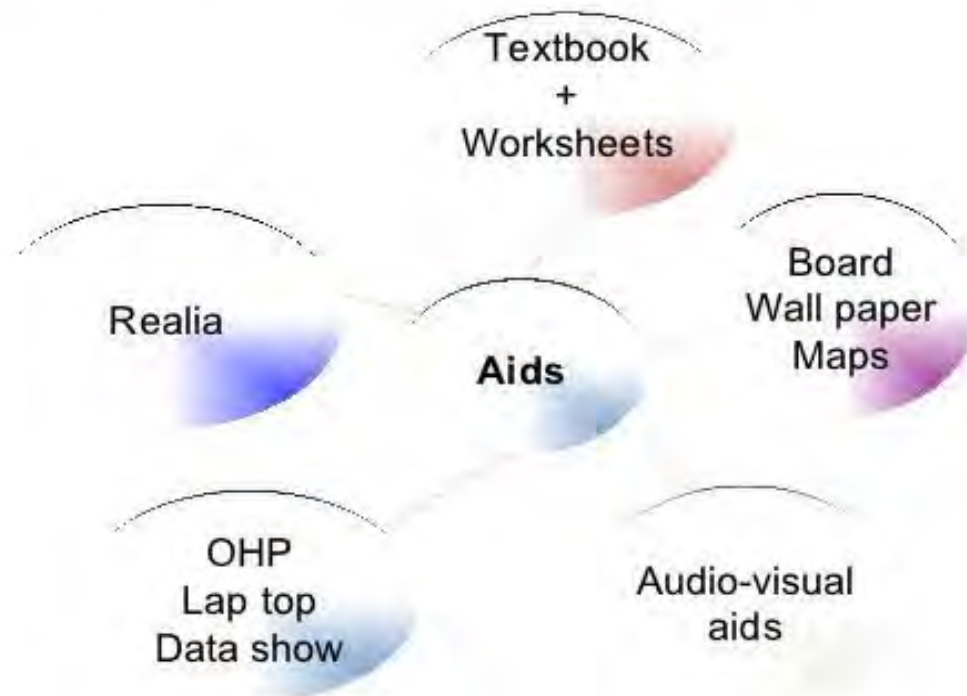 Textbook
+
Worksheets
Realia
Board
Wall paper
Maps
Aids
OHP
Lap top
Data show
Audio-visual
aids